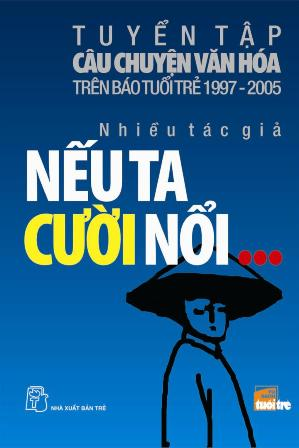 TUYỂN TẬP
CÂU CHUYỆN VĂN HÓA
TRÊN BÁO TUỔI TRẺ 1997 - 2005
Nhiều tác giả
NẾU TA
CƯỜI NỔI ...
NHÀ XUẤT BẢN TRẺ
tuổi trẻ